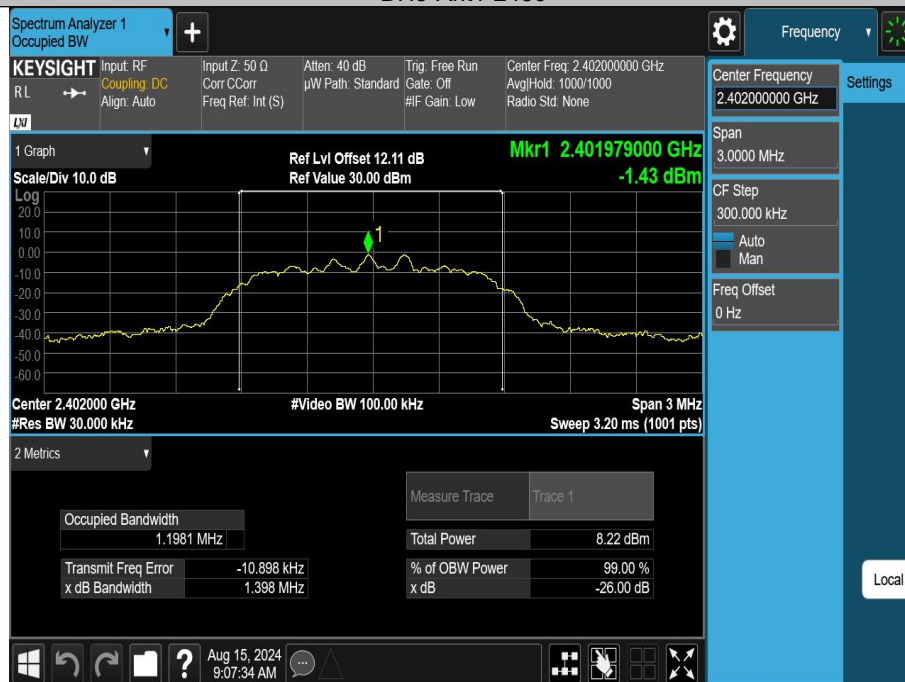 Spectrum Analyzer 1
Occupied BW
Frequency
KEYSIGHT
RL
LXI
Input: RF
Coupling: DC
Align: Auto
Input Z: 50 Ω
Corr CCorr
Freq Ref: Int (S)
Atten: 40 dB
µW Path: Standard
Trig: Free Run
Gate: Off
#IF Gain: Low
Center Freq: 2.402000000 GHz
Avg|Hold: 1000/1000
Radio Std: None
Center Frequency
2.402000000 GHz
Settings
Span
3.0000 MHz
CF Step
300.000 kHz
Auto
Man
Freq Offset
0 Hz
Local
1 Graph
Scale/Div 10.0 dB
Ref Lvl Offset 12.11 dB
Ref Value 30.00 dBm
Mkr1 2.401979000 GHz
-1.43 dBm
Log
20.0
10.0
0.00
-10.0
-20.0
-30.0
-40.0
-50.0
-60.0
1
Center 2.402000 GHz
#Res BW 30.000 kHz
#Video BW 100.00 kHz
Span 3 MHz
Sweep 3.20 ms (1001 pts)
2 Metrics
Measure Trace Trace 1
Occupied Bandwidth
1.1981 MHz
Total Power 8.22 dBm
Transmit Freq Error -10.898 kHz
% of OBW Power 99.00 %
x dB Bandwidth 1.398 MHz
x dB -26.00 dB
?
Aug 15, 2024
9:07:34 AM